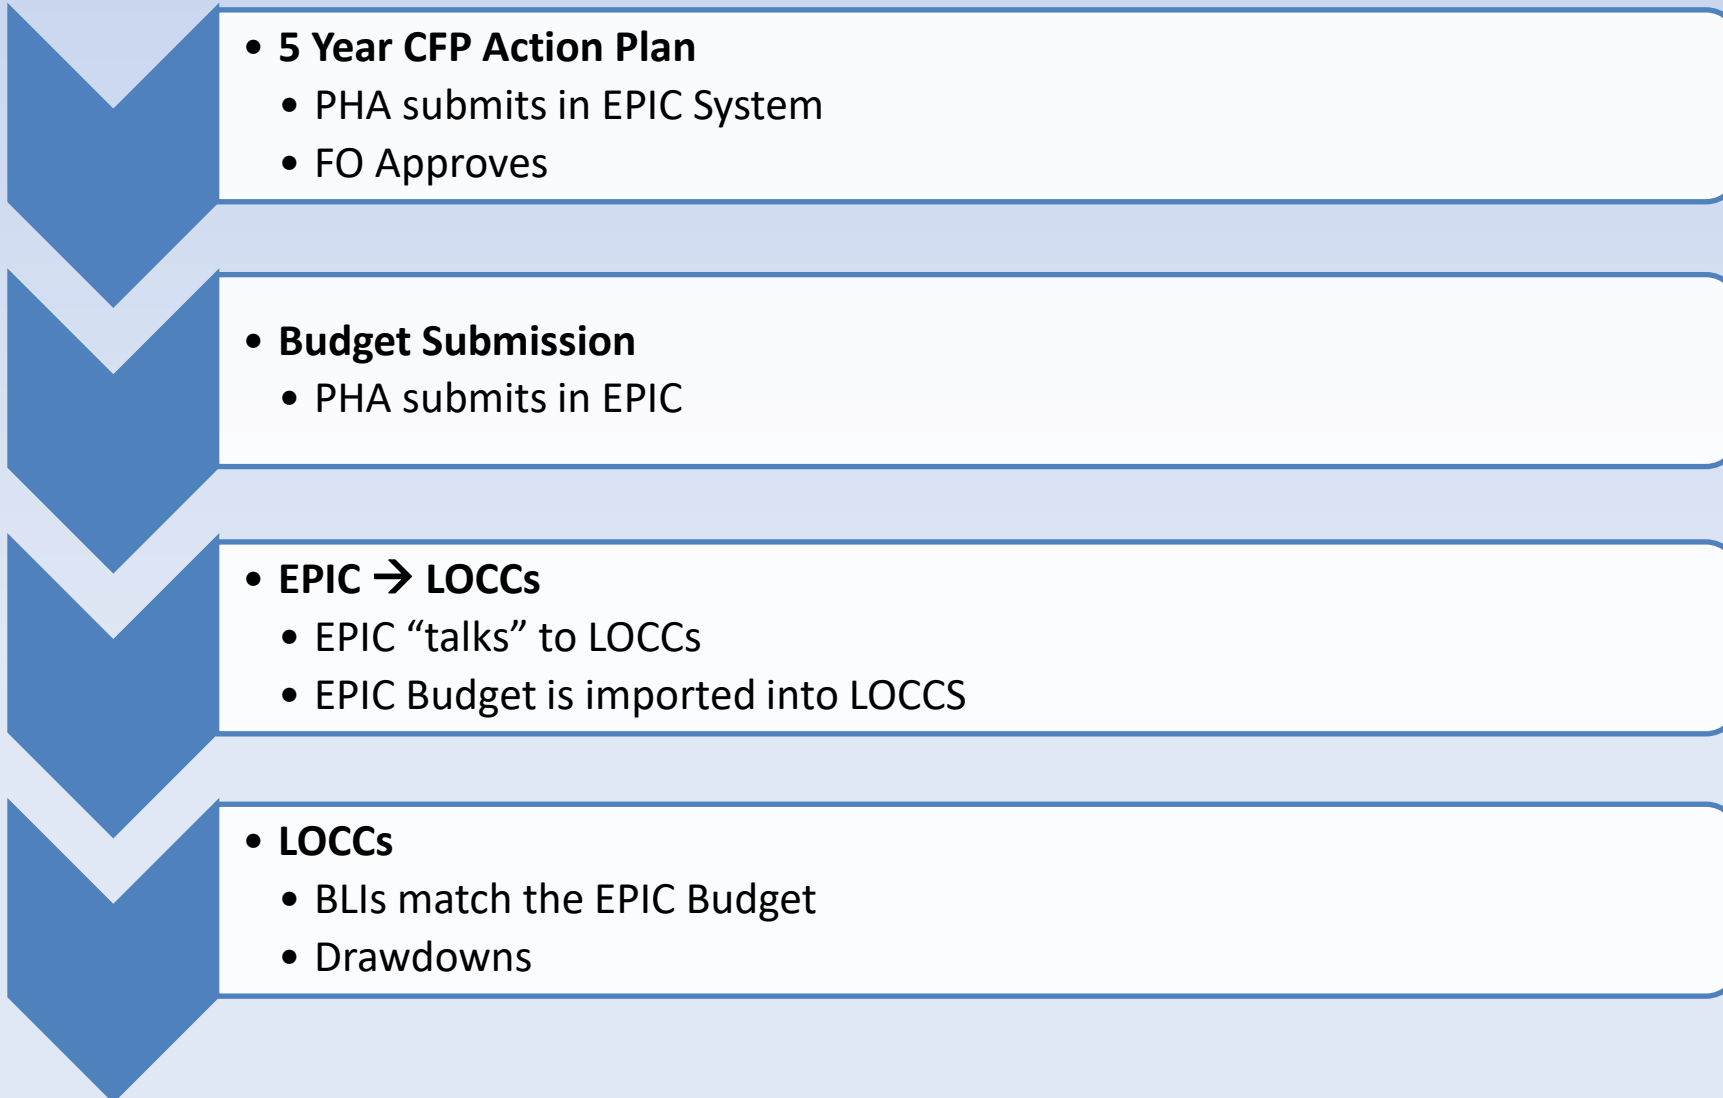 • 5 Year CFP Action Plan
• PHA submits in EPIC System
• FO Approves
• Budget Submission
• PHA submits in EPIC
• EPIC → LOCCs
• EPIC “talks” to LOCCs
• EPIC Budget is imported into LOCCS
• LOCCs
• BLIs match the EPIC Budget
• Drawdowns